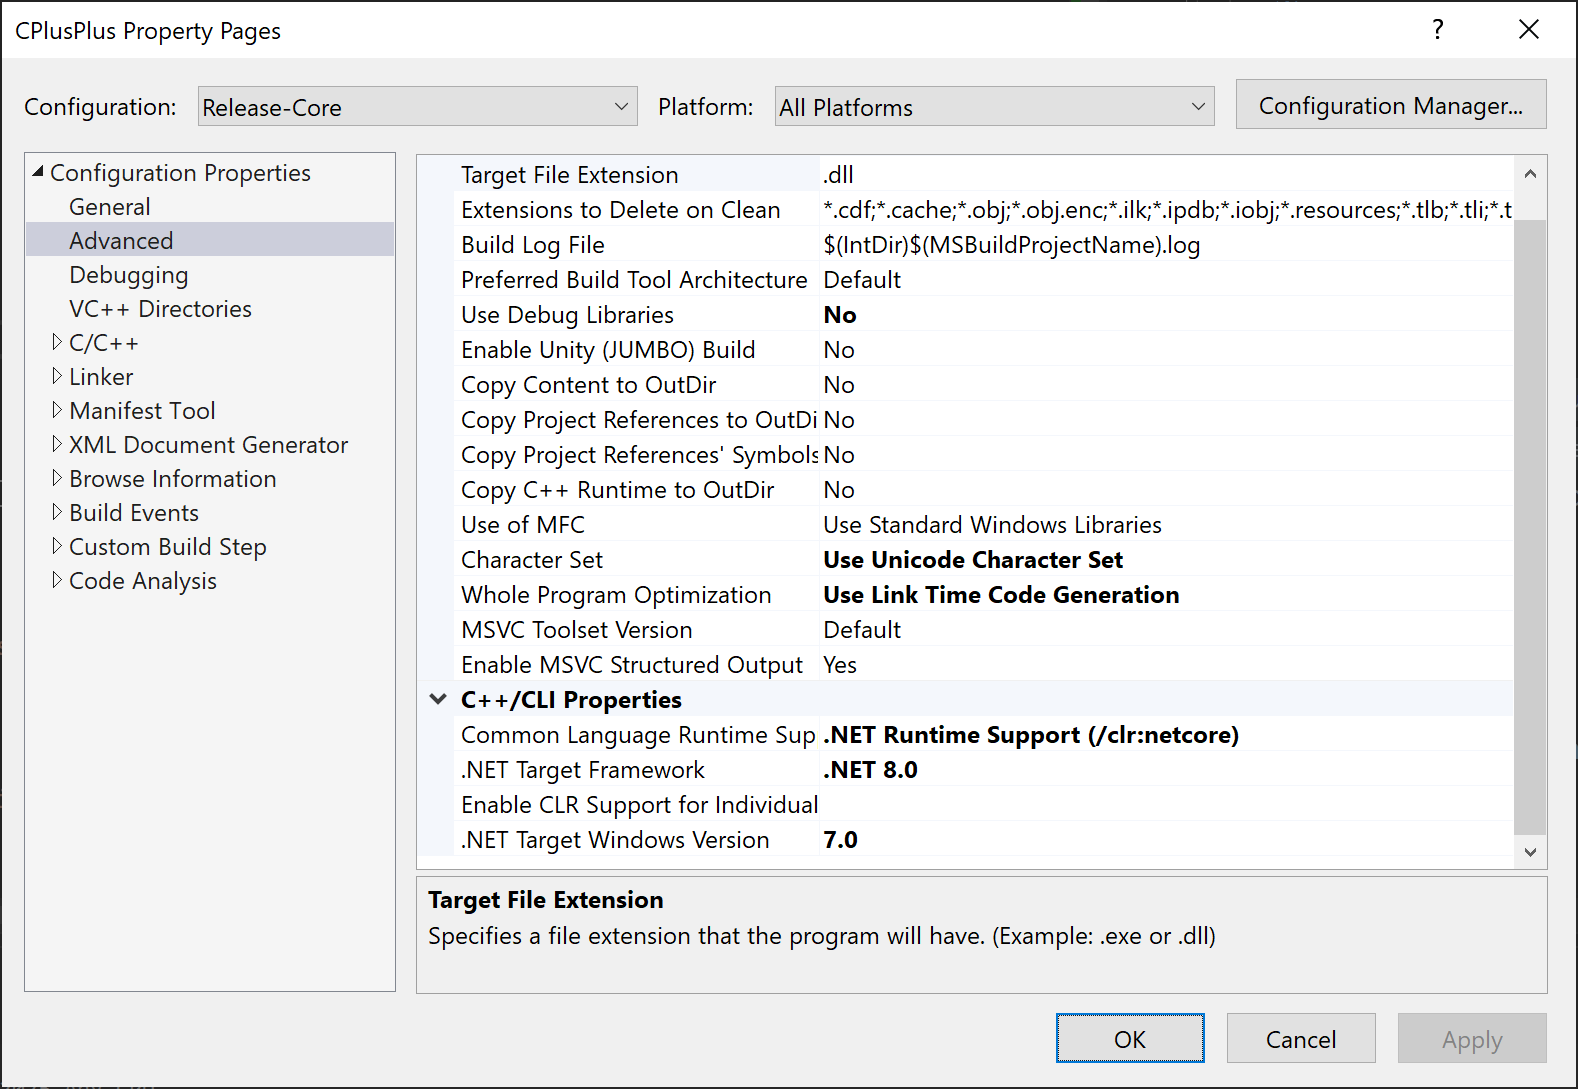 CPlusPlus Property Pages
?
Configuration: Release-Core Platform: All Platforms Configuration Manager...
Configuration Properties
General
Advanced
Debugging
VC++ Directories
C/C++
Linker
Manifest Tool
XML Document Generator
Browse Information
Build Events
Custom Build Step
Code Analysis
Target File Extension .dll
Extensions to Delete on Clean *.cdf;*.cache;*.obj;*.obj.enc;*.ilk;*.ipdb;*.iobj;*.resources;*.tlb;*.tli;*.t
Build Log File $(IntDir)$(MSBuildProjectName).log
Preferred Build Tool Architecture Default
Use Debug Libraries No
Enable Unity (JUMBO) Build No
Copy Content to OutDir No
Copy Project References to OutDi No
Copy Project References' Symbols No
Copy C++ Runtime to OutDir No
Use of MFC Use Standard Windows Libraries
Character Set Use Unicode Character Set
Whole Program Optimization Use Link Time Code Generation
MSVC Toolset Version Default
Enable MSVC Structured Output Yes
C++/CLI Properties
Common Language Runtime Sup .NET Runtime Support (/clr:netcore)
.NET Target Framework .NET 8.0
Enable CLR Support for Individual
.NET Target Windows Version 7.0
Target File Extension
Specifies a file extension that the program will have. (Example: .exe or .dll)
OK Cancel Apply